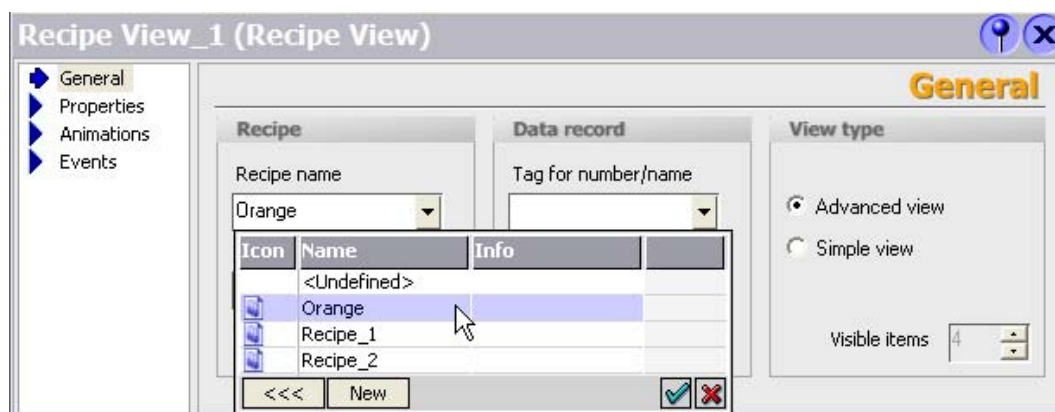 Recipe View_1 (Recipe View)
General
Properties
Animations
Events
General
Recipe
Recipe name
Orange
Data record
Tag for number/name
View type
Advanced view
Simple view
Visible items 4
Icon Name Info
<Undefined>
Orange
Recipe_1
Recipe_2
<<< New